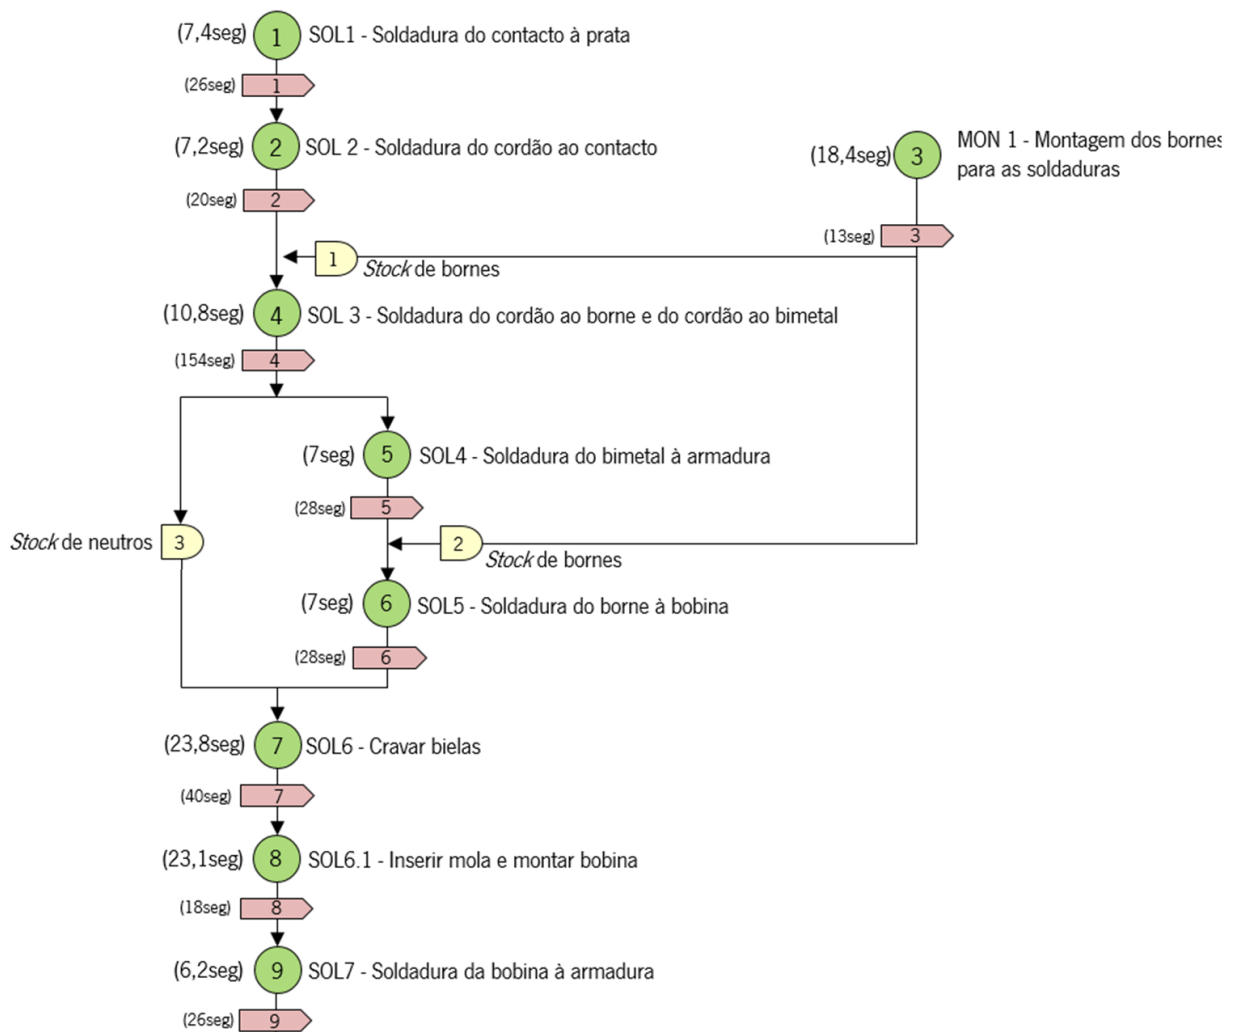 (7,4seg) 1 SOL1 - Soldadura do contacto à prata
(26seg) 1
(7,2seg) 2 SOL 2 - Soldadura do cordão ao contacto
(18,4seg) 3 MON 1 - Montagem dos bornes
para as soldaduras
(20seg) 2
(13seg) 3
1 Stock de bornes
(10,8seg) 4 SOL 3 - Soldadura do cordão ao borne e do cordão ao bimetal
(154seg) 4
(7seg) 5 SOL4 - Soldadura do bimetal à armadura
(28seg) 5
Stock de neutros 3
2 Stock de bornes
(7seg) 6 SOL5 - Soldadura do borne à bobina
(28seg) 6
(23,8seg) 7 SOL6 - Cravar bielas
(40seg) 7
(23,1seg) 8 SOL6.1 - Inserir mola e montar bobina
(18seg) 8
(6,2seg) 9 SOL7 - Soldadura da bobina à armadura
(26seg) 9